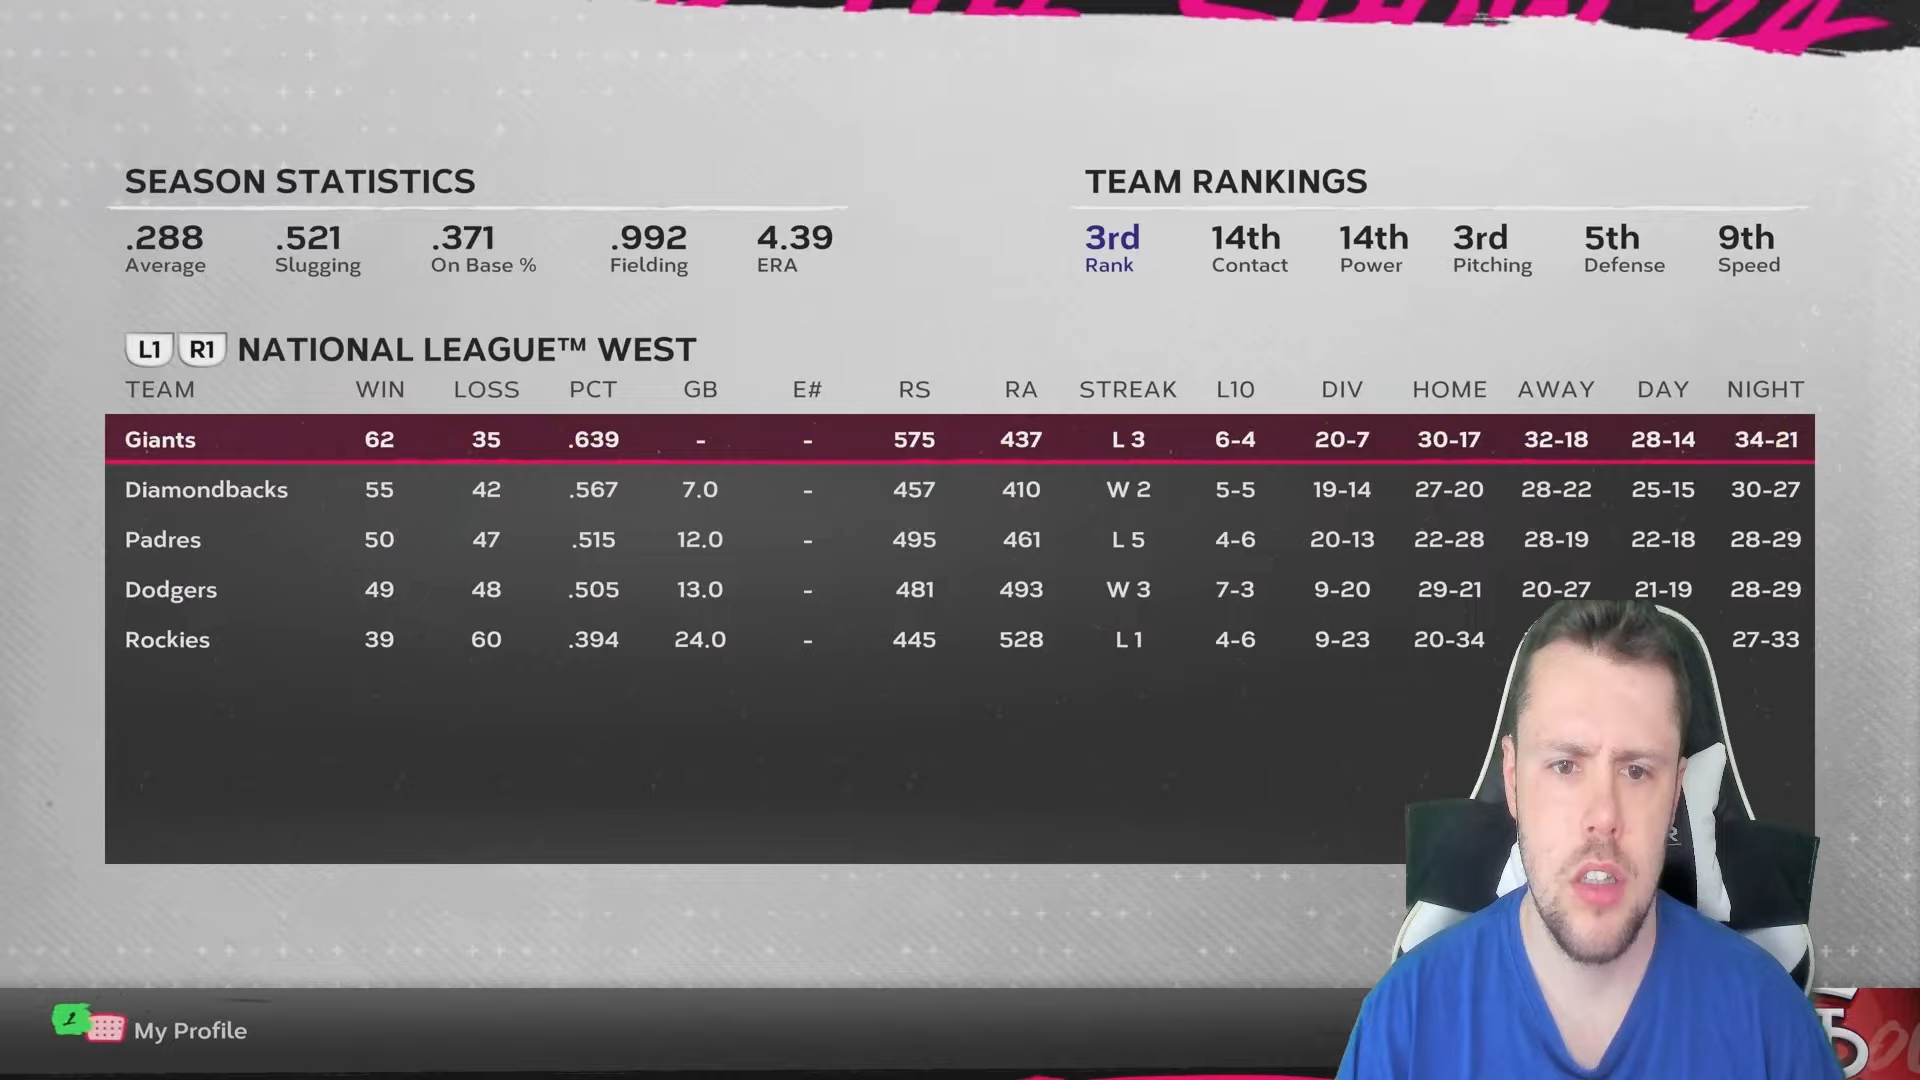 THE SHOW 24
SEASON STATISTICS
.288 .521 .371 .992 4.39
Average Slugging On Base % Fielding ERA
TEAM RANKINGS
3rd 14th 14th 3rd 5th 9th
Rank Contact Power Pitching Defense Speed
L1 R1 NATIONAL LEAGUE™ WEST
TEAM WIN LOSS PCT GB E# RS RA STREAK L10 DIV HOME AWAY DAY NIGHT
Giants 62 35 .639 - - 575 437 L 3 6-4 20-7 30-17 32-18 28-14 34-21
Diamondbacks 55 42 .567 7.0 - 457 410 W 2 5-5 19-14 27-20 28-22 25-15 30-27
Padres 50 47 .515 12.0 - 495 461 L 5 4-6 20-13 22-28 28-19 22-18 28-29
Dodgers 49 48 .505 13.0 - 481 493 W 3 7-3 9-20 29-21 20-27 21-19 28-29
Rockies 39 60 .394 24.0 - 445 528 L 1 4-6 9-23 20-34 27-33
R
My Profile